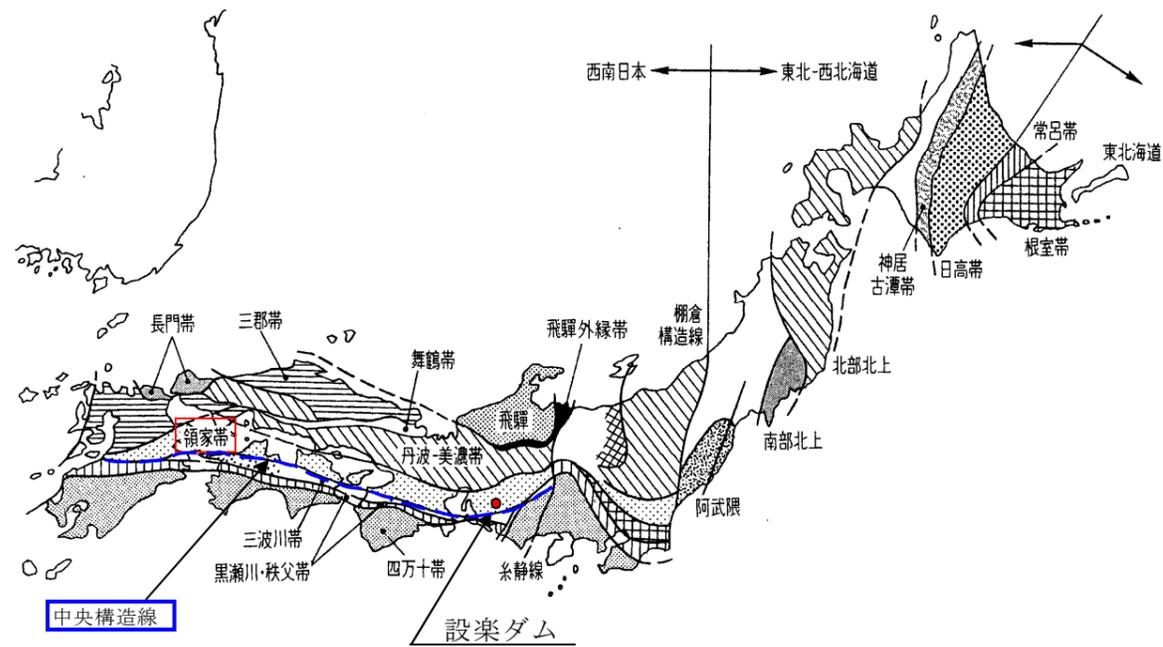 西南日本
東北-西北海道
常呂帯
東北海道
根室帯
日高帯
神居
古潭帯
棚倉
構造線
飛驒外縁帯
長門帯
三郡帯
舞鶴帯
北部北上
飛驒
領家帯
丹波・美濃帯
南部北上
阿武隈
三波川帯
黒瀬川・秩父帯
四万十帯
糸静線
中央構造線
設楽ダム